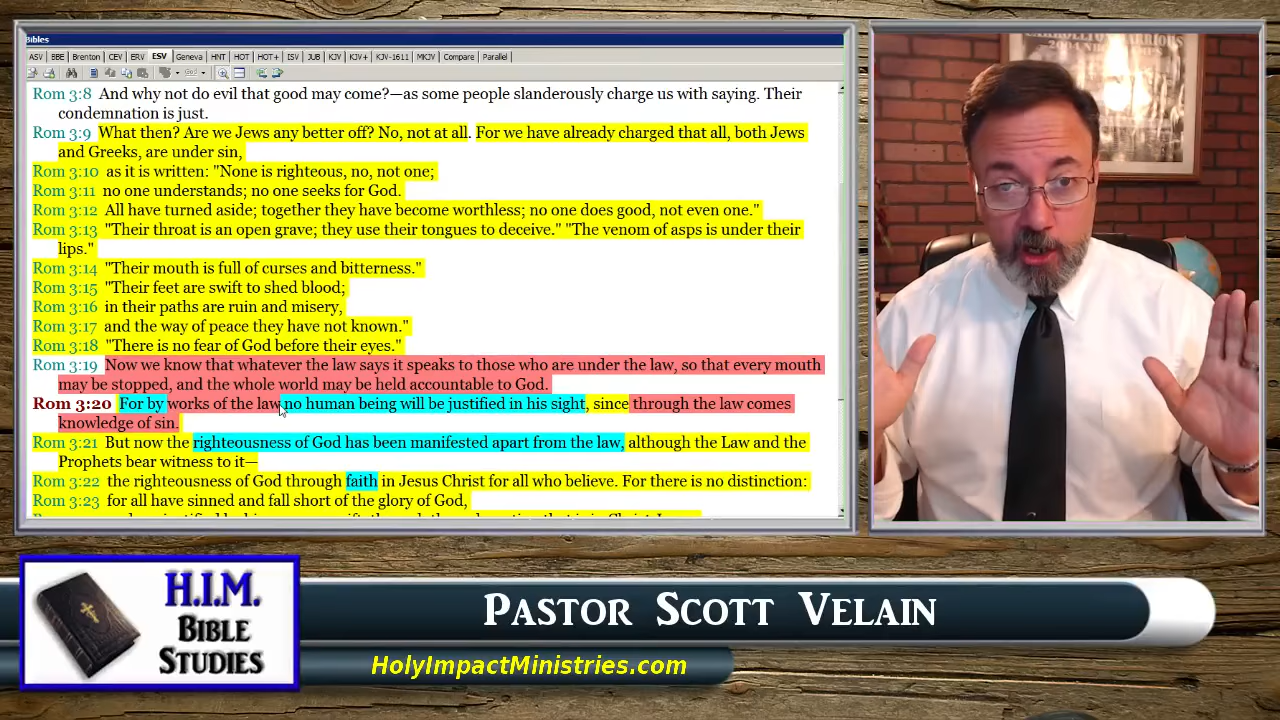 Bibles
ASV BBE Brenton CEV ERV ESV Geneva HNT HOT HOT+ ISV JUB KJV KJV+ KJV-1611 MKJV Compare Parallel
Rom 3:8 And why not do evil that good may come?—as some people slanderously charge us with saying. Their
condemnation is just.
Rom 3:9 What then? Are we Jews any better off? No, not at all. For we have already charged that all, both Jews
and Greeks, are under sin,
Rom 3:10 as it is written: "None is righteous, no, not one;
Rom 3:11 no one understands; no one seeks for God.
Rom 3:12 All have turned aside; together they have become worthless; no one does good, not even one."
Rom 3:13 "Their throat is an open grave; they use their tongues to deceive." "The venom of asps is under their
lips."
Rom 3:14 "Their mouth is full of curses and bitterness."
Rom 3:15 "Their feet are swift to shed blood;
Rom 3:16 in their paths are ruin and misery,
Rom 3:17 and the way of peace they have not known."
Rom 3:18 "There is no fear of God before their eyes."
Rom 3:19 Now we know that whatever the law says it speaks to those who are under the law, so that every mouth
may be stopped, and the whole world may be held accountable to God.
Rom 3:20 For by works of the law no human being will be justified in his sight, since through the law comes
knowledge of sin.
Rom 3:21 But now the righteousness of God has been manifested apart from the law, although the Law and the
Prophets bear witness to it—
Rom 3:22 the righteousness of God through faith in Jesus Christ for all who believe. For there is no distinction:
Rom 3:23 for all have sinned and fall short of the glory of God,
H.I.M.
BIBLE
STUDIES
PASTOR SCOTT VELAIN
HolyImpactMinistries.com